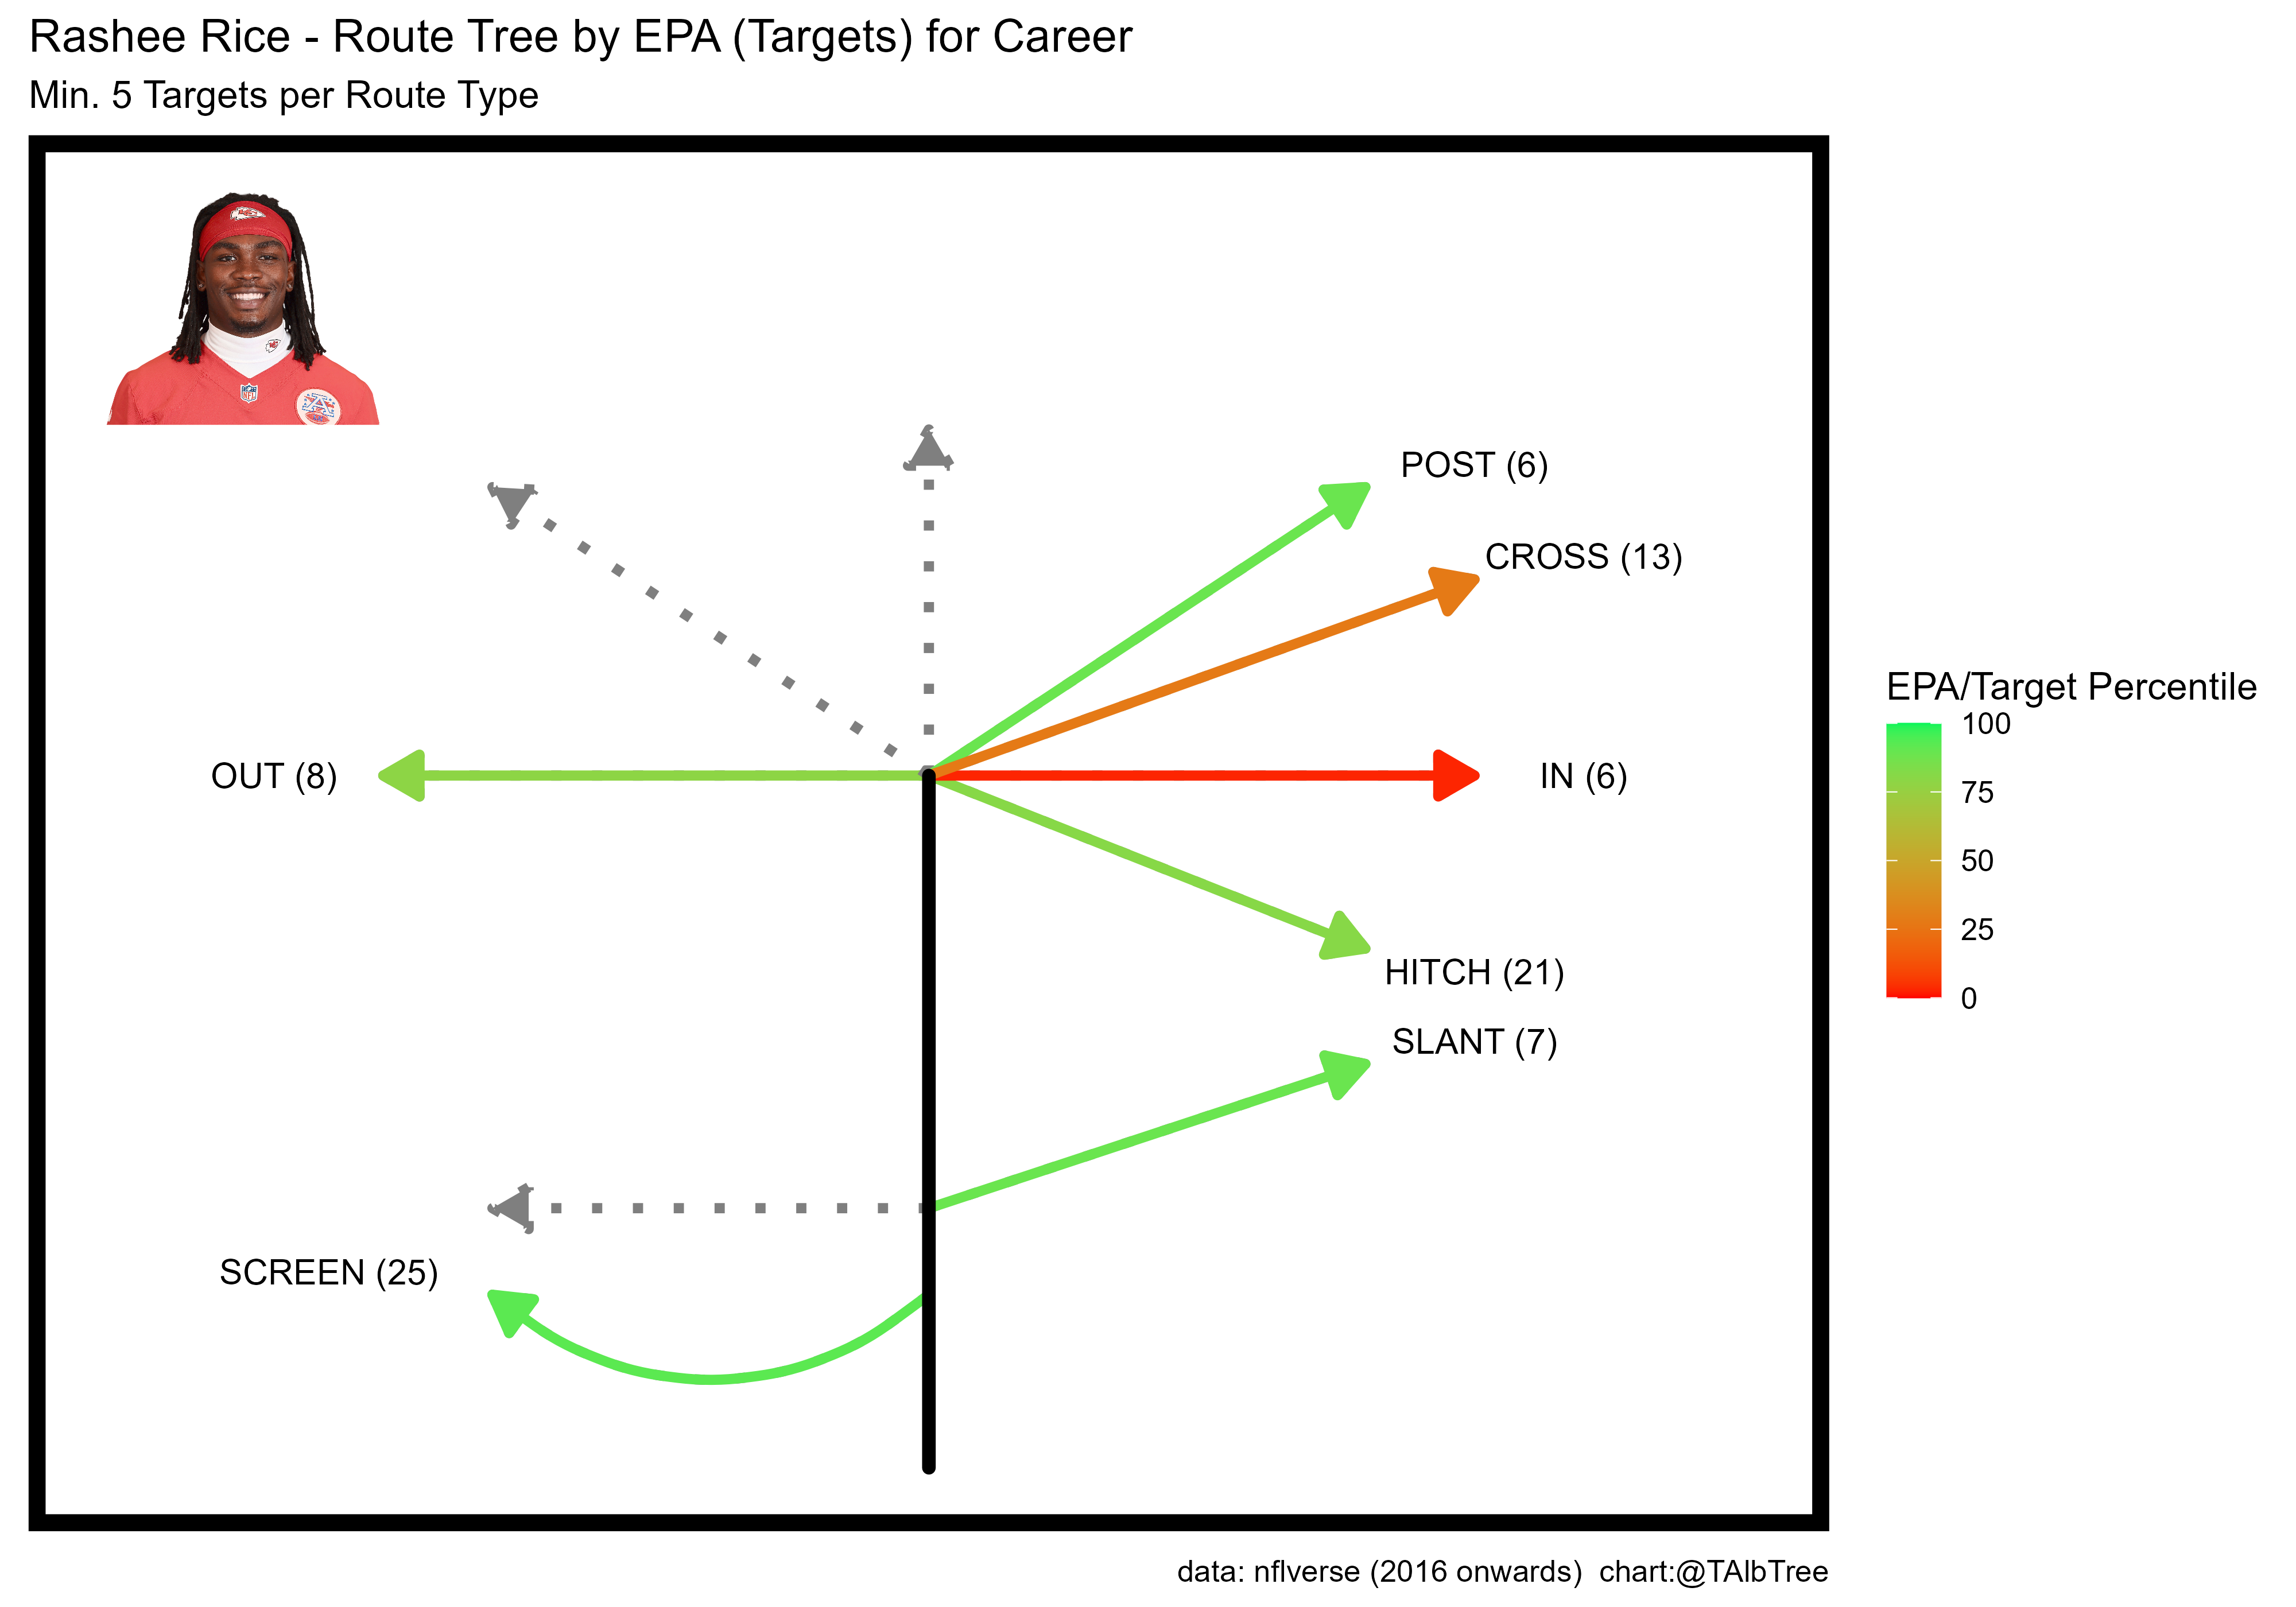 Rashee Rice - Route Tree by EPA (Targets) for Career
Min. 5 Targets per Route Type
POST (6)
CROSS (13)
OUT (8)
IN (6)
HITCH (21)
SLANT (7)
SCREEN (25)
EPA/Target Percentile
100
75
50
25
0
data: nflverse (2016 onwards)  chart:@TAlbTree